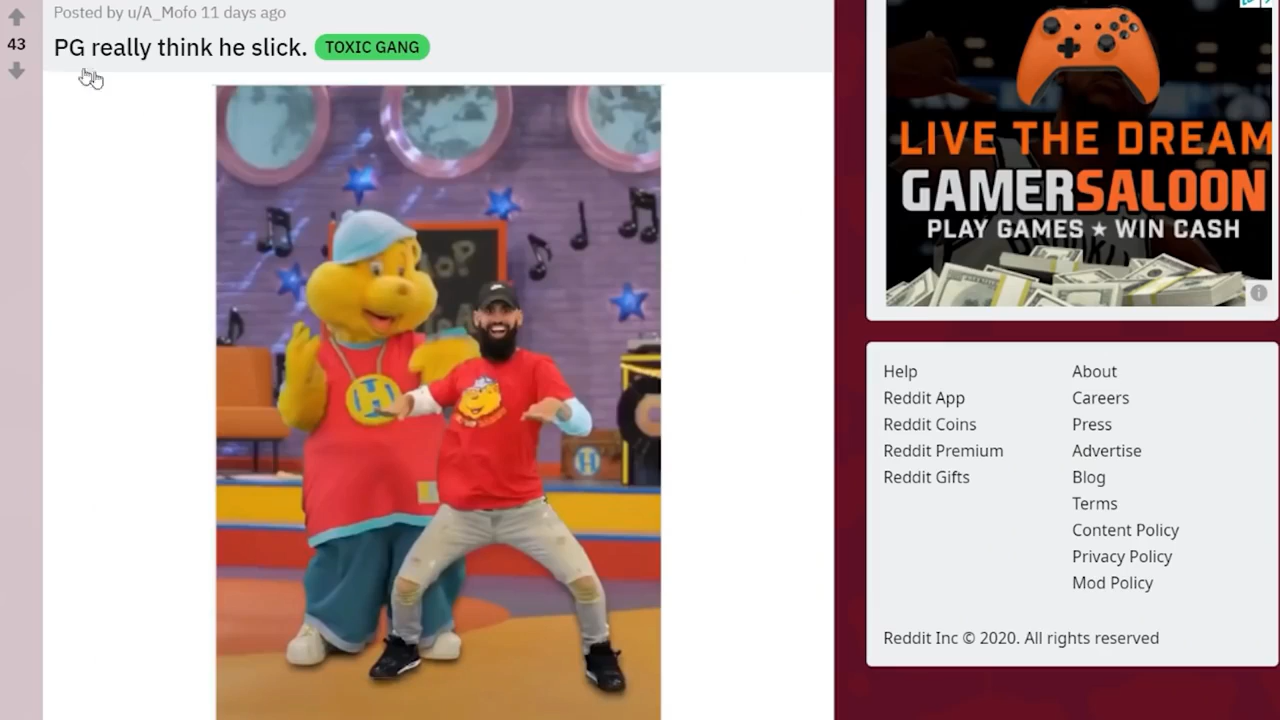 Posted by u/A_Mofo 11 days ago
43
PG really think he slick. TOXIC GANG
H
H
LIVE THE DREAM
GAMERSALOON
PLAY GAMES ★ WIN CASH
Help
About
Reddit App
Careers
Reddit Coins
Press
Reddit Premium
Advertise
Reddit Gifts
Blog
Terms
Content Policy
Privacy Policy
Mod Policy
Reddit Inc © 2020. All rights reserved